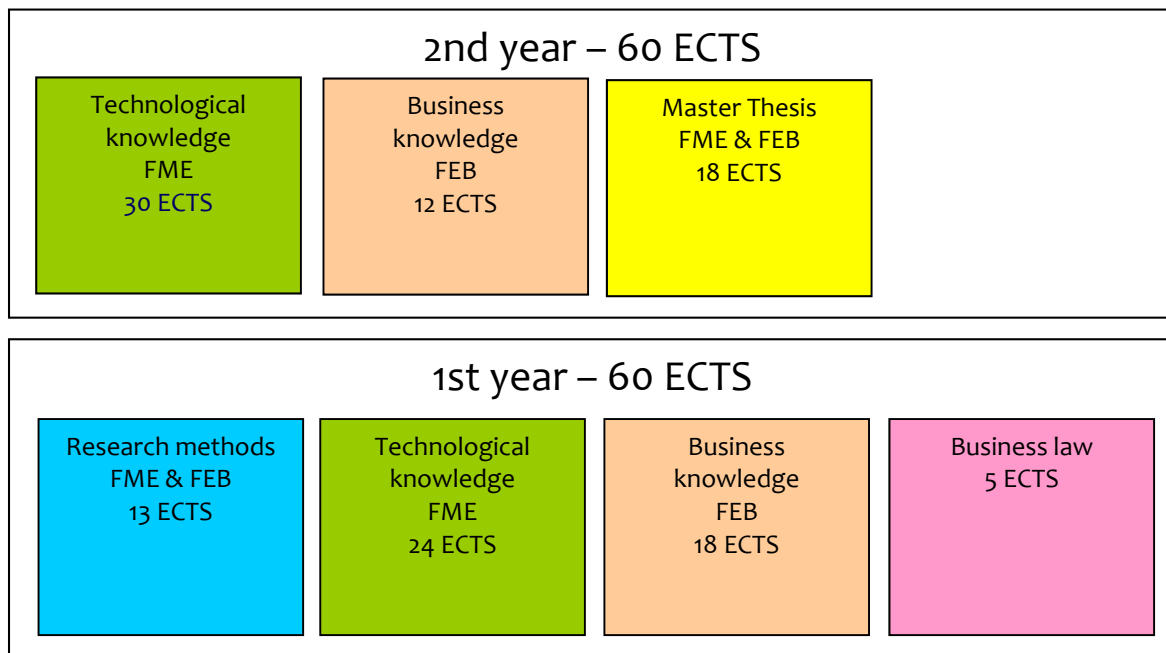 2nd year – 60 ECTS
Technological
knowledge
FME
30 ECTS
Business
knowledge
FEB
12 ECTS
Master Thesis
FME & FEB
18 ECTS
1st year – 60 ECTS
Research methods
FME & FEB
13 ECTS
Technological
knowledge
FME
24 ECTS
Business
knowledge
FEB
18 ECTS
Business law
5 ECTS